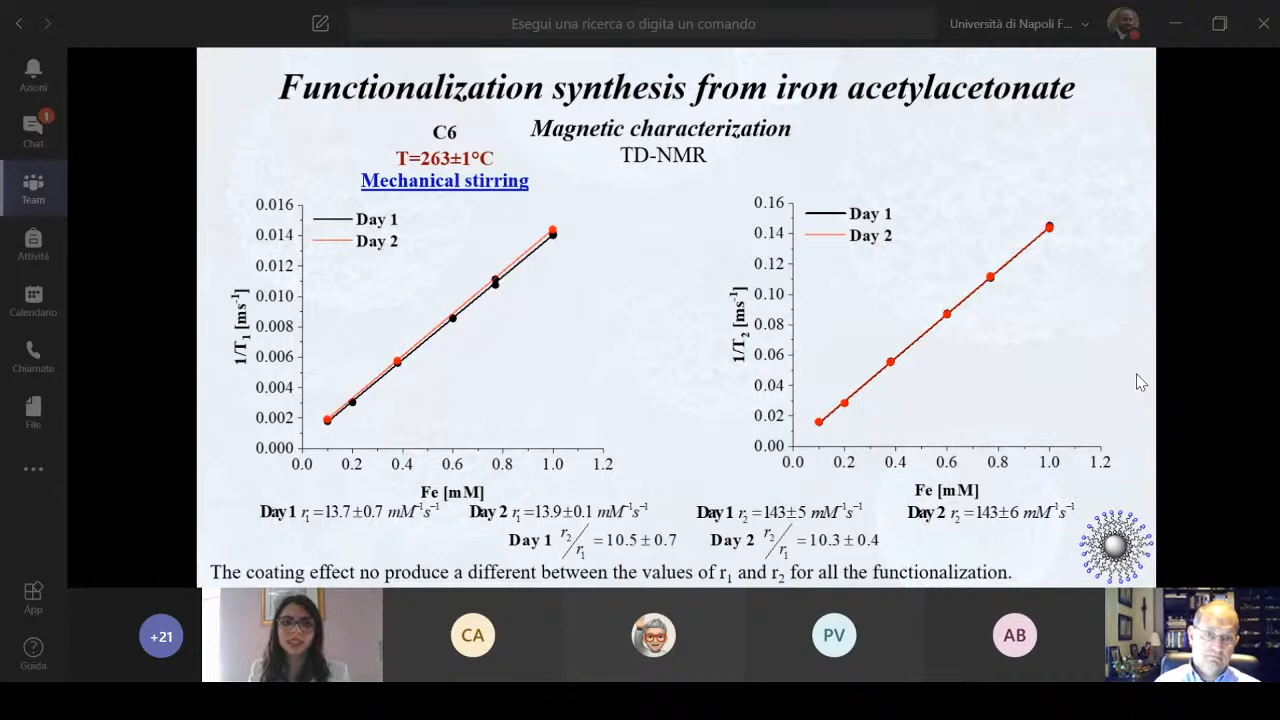 Esegui una ricerca o digita un comando
Università di Napoli F...
Azioni
1
Chat
Team
Attività
Calendario
Chiamate
File
App
Guida
Functionalization synthesis from iron acetylacetonate
C6
Magnetic characterization
T=263±1°C
TD-NMR
Mechanical stirring
Day 1
Day 2
0.016
0.014
0.012
0.010
0.008
0.006
0.004
0.002
0.000
1/T₁ [ms⁻¹]
0.0 0.2 0.4 0.6 0.8 1.0 1.2
Fe [mM]
Day 1
Day 2
0.16
0.14
0.12
0.10
0.08
0.06
0.04
0.02
0.00
1/T₂ [ms⁻¹]
0.0 0.2 0.4 0.6 0.8 1.0 1.2
Fe [mM]
Day 1 r₁ =13.7±0.7 mM⁻¹s⁻¹ Day 2 r₁ =13.9±0.1 mM⁻¹s⁻¹ Day 1 r₂ =143±5 mM⁻¹s⁻¹ Day 2 r₂ =143±6 mM⁻¹s⁻¹
Day 1 r₂/r₁ =10.5±0.7 Day 2 r₂/r₁ =10.3±0.4
The coating effect no produce a different between the values of r₁ and r₂ for all the functionalization.
+21
CA
PV
AB